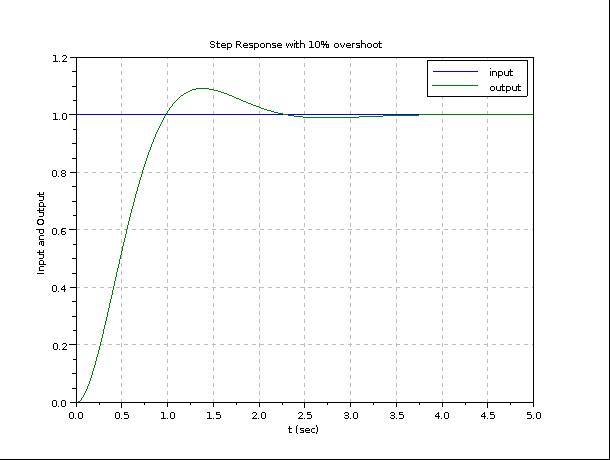 Step Response with 10% overshoot
input
output
Input and Output
1.2
1.0
0.8
0.6
0.4
0.2
0.0
0.0 0.5 1.0 1.5 2.0 2.5 3.0 3.5 4.0 4.5 5.0
t (sec)